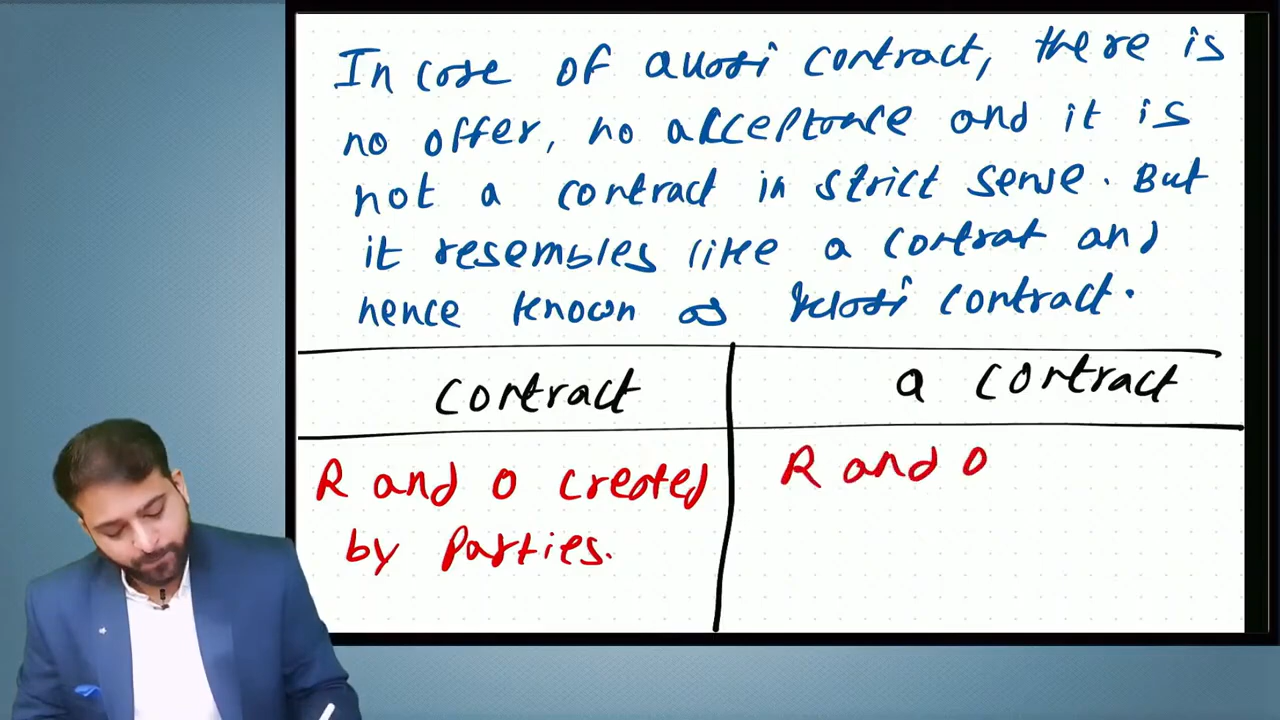 In case of quasi contract, there is
no offer, no acceptance and it is
not a contract in strict sense. But
it resembles like a contrat and
hence known as quasi contract.
contract
Q contract
R and O created
by parties.
R and O